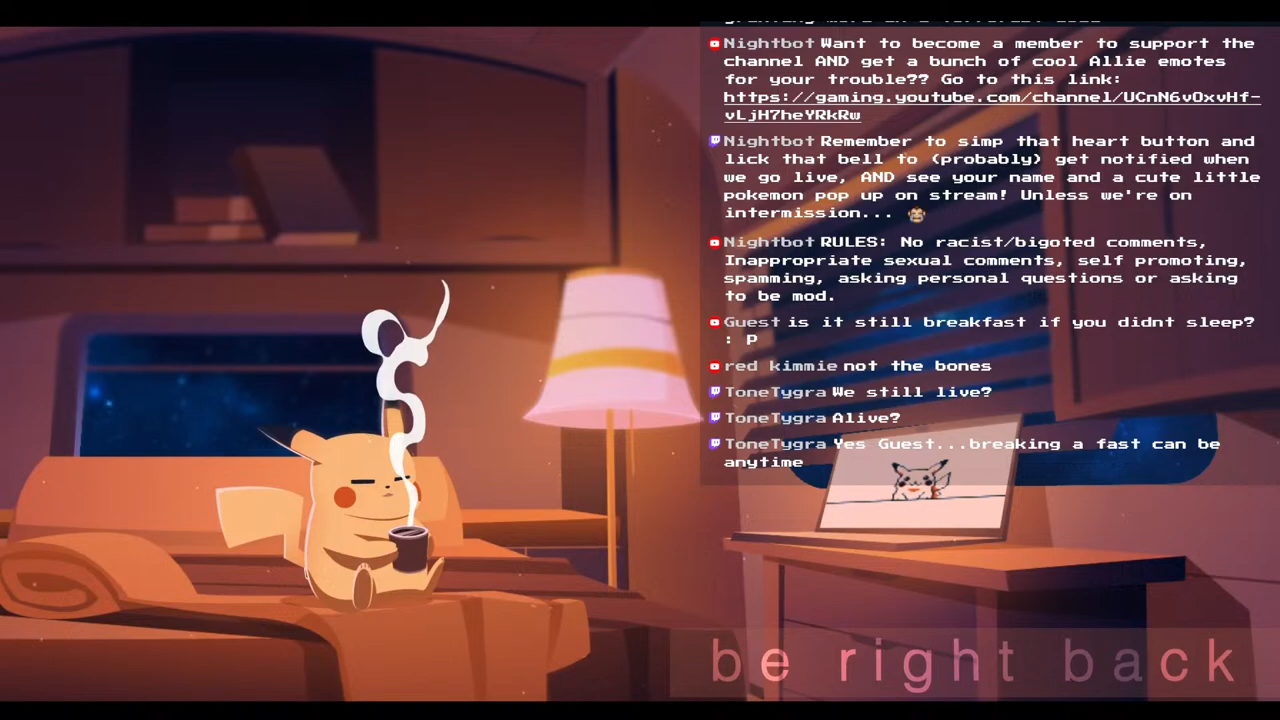 Nightbot Want to become a member to support the
channel AND get a bunch of cool Allie emotes
for your trouble?? Go to this link:
https://gaming.youtube.com/channel/UCnN6vOxvHf-
vLjH7heYRkRw
Nightbot Remember to simp that heart button and
lick that bell to (probably) get notified when
we go live, AND see your name and a cute little
pokemon pop up on stream! Unless we're on
intermission...
Nightbot RULES: No racist/bigoted comments,
Inappropriate sexual comments, self promoting,
spamming, asking personal questions or asking
to be mod.
Guest is it still breakfast if you didnt sleep?
: P
red kimmie not the bones
ToneTygra We still live?
ToneTygra Alive?
ToneTygra Yes Guest...breaking a fast can be
anytime
be right back